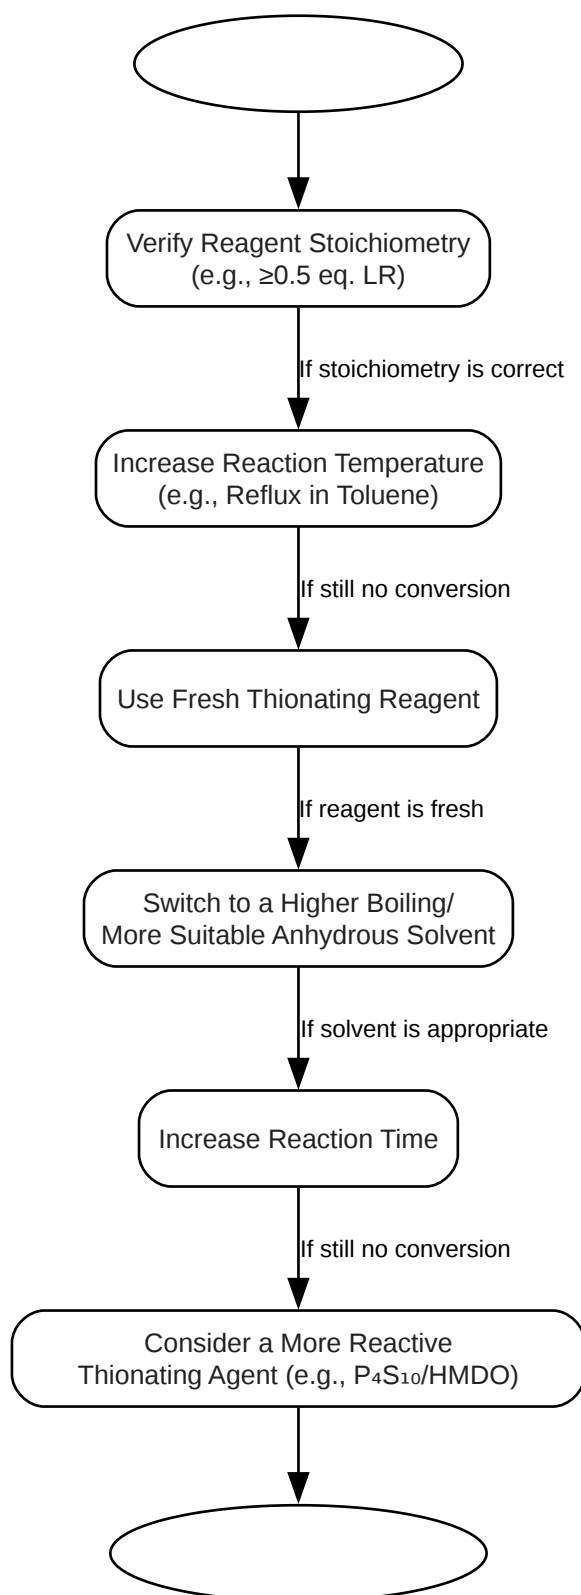 Verify Reagent Stoichiometry
(e.g., ≥0.5 eq. LR)
If stoichiometry is correct
Increase Reaction Temperature
(e.g., Reflux in Toluene)
If still no conversion
Use Fresh Thionating Reagent
If reagent is fresh
Switch to a Higher Boiling/
More Suitable Anhydrous Solvent
If solvent is appropriate
Increase Reaction Time
If still no conversion
Consider a More Reactive
Thionating Agent (e.g., P₄S₁₀/HMDO)